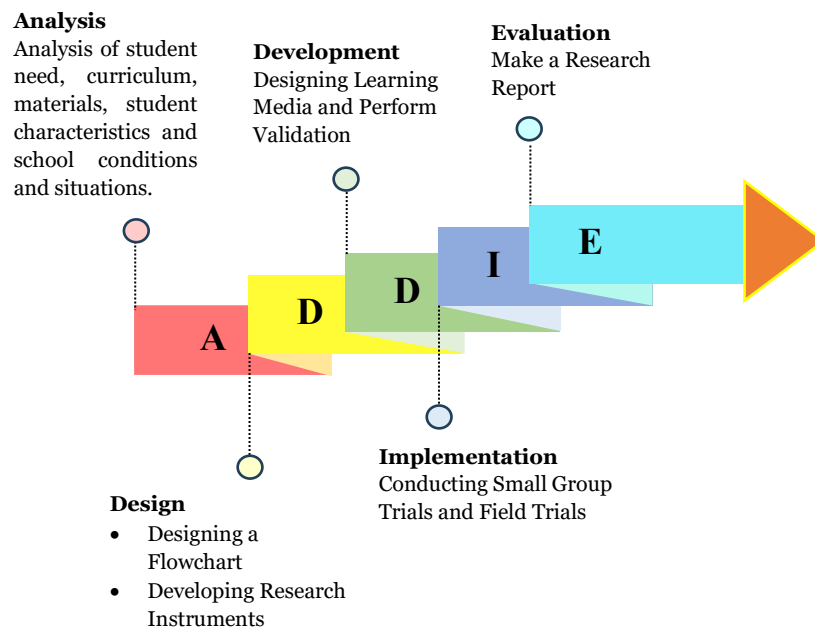 Analysis
Analysis of student
need, curriculum,
materials, student
characteristics and
school conditions
and situations.
Development
Designing Learning
Media and Perform
Validation
Evaluation
Make a Research
Report
A
D
D
I
E
Design
• Designing a
Flowchart
• Developing Research
Instruments
Implementation
Conducting Small Group
Trials and Field Trials